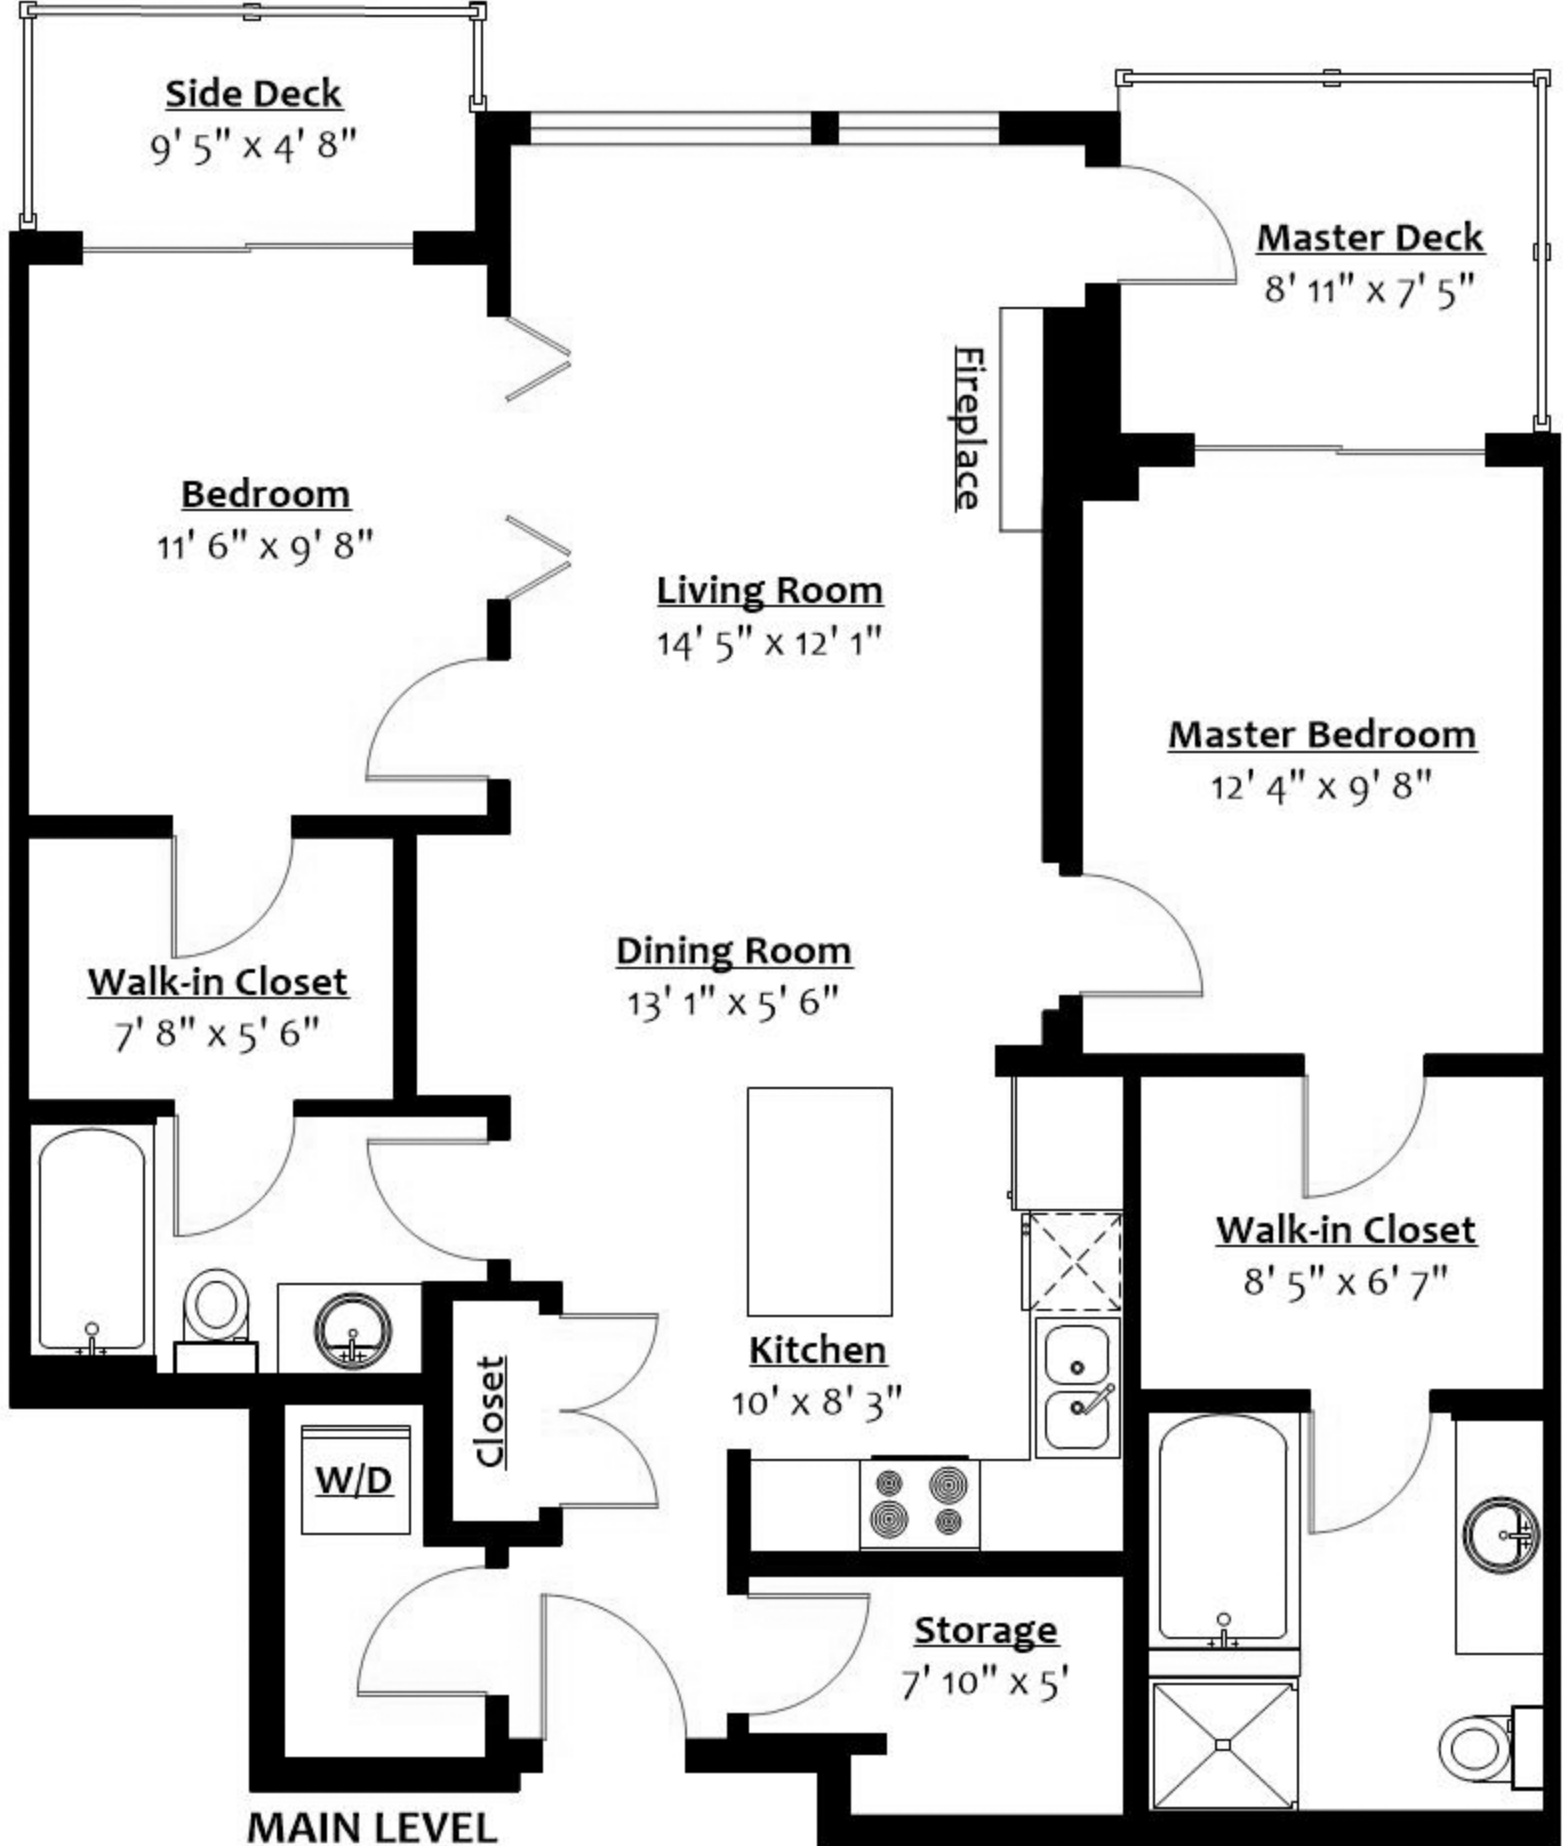 Side Deck
9' 5" x 4' 8"
Master Deck
8' 11" x 7' 5"
Fireplace
Bedroom
11' 6" x 9' 8"
Living Room
14' 5" x 12' 1"
Master Bedroom
12' 4" x 9' 8"
Dining Room
13' 1" x 5' 6"
Walk-in Closet
7' 8" x 5' 6"
Walk-in Closet
8' 5" x 6' 7"
Kitchen
10' x 8' 3"
Closet
W/D
Storage
7' 10" x 5'
MAIN LEVEL